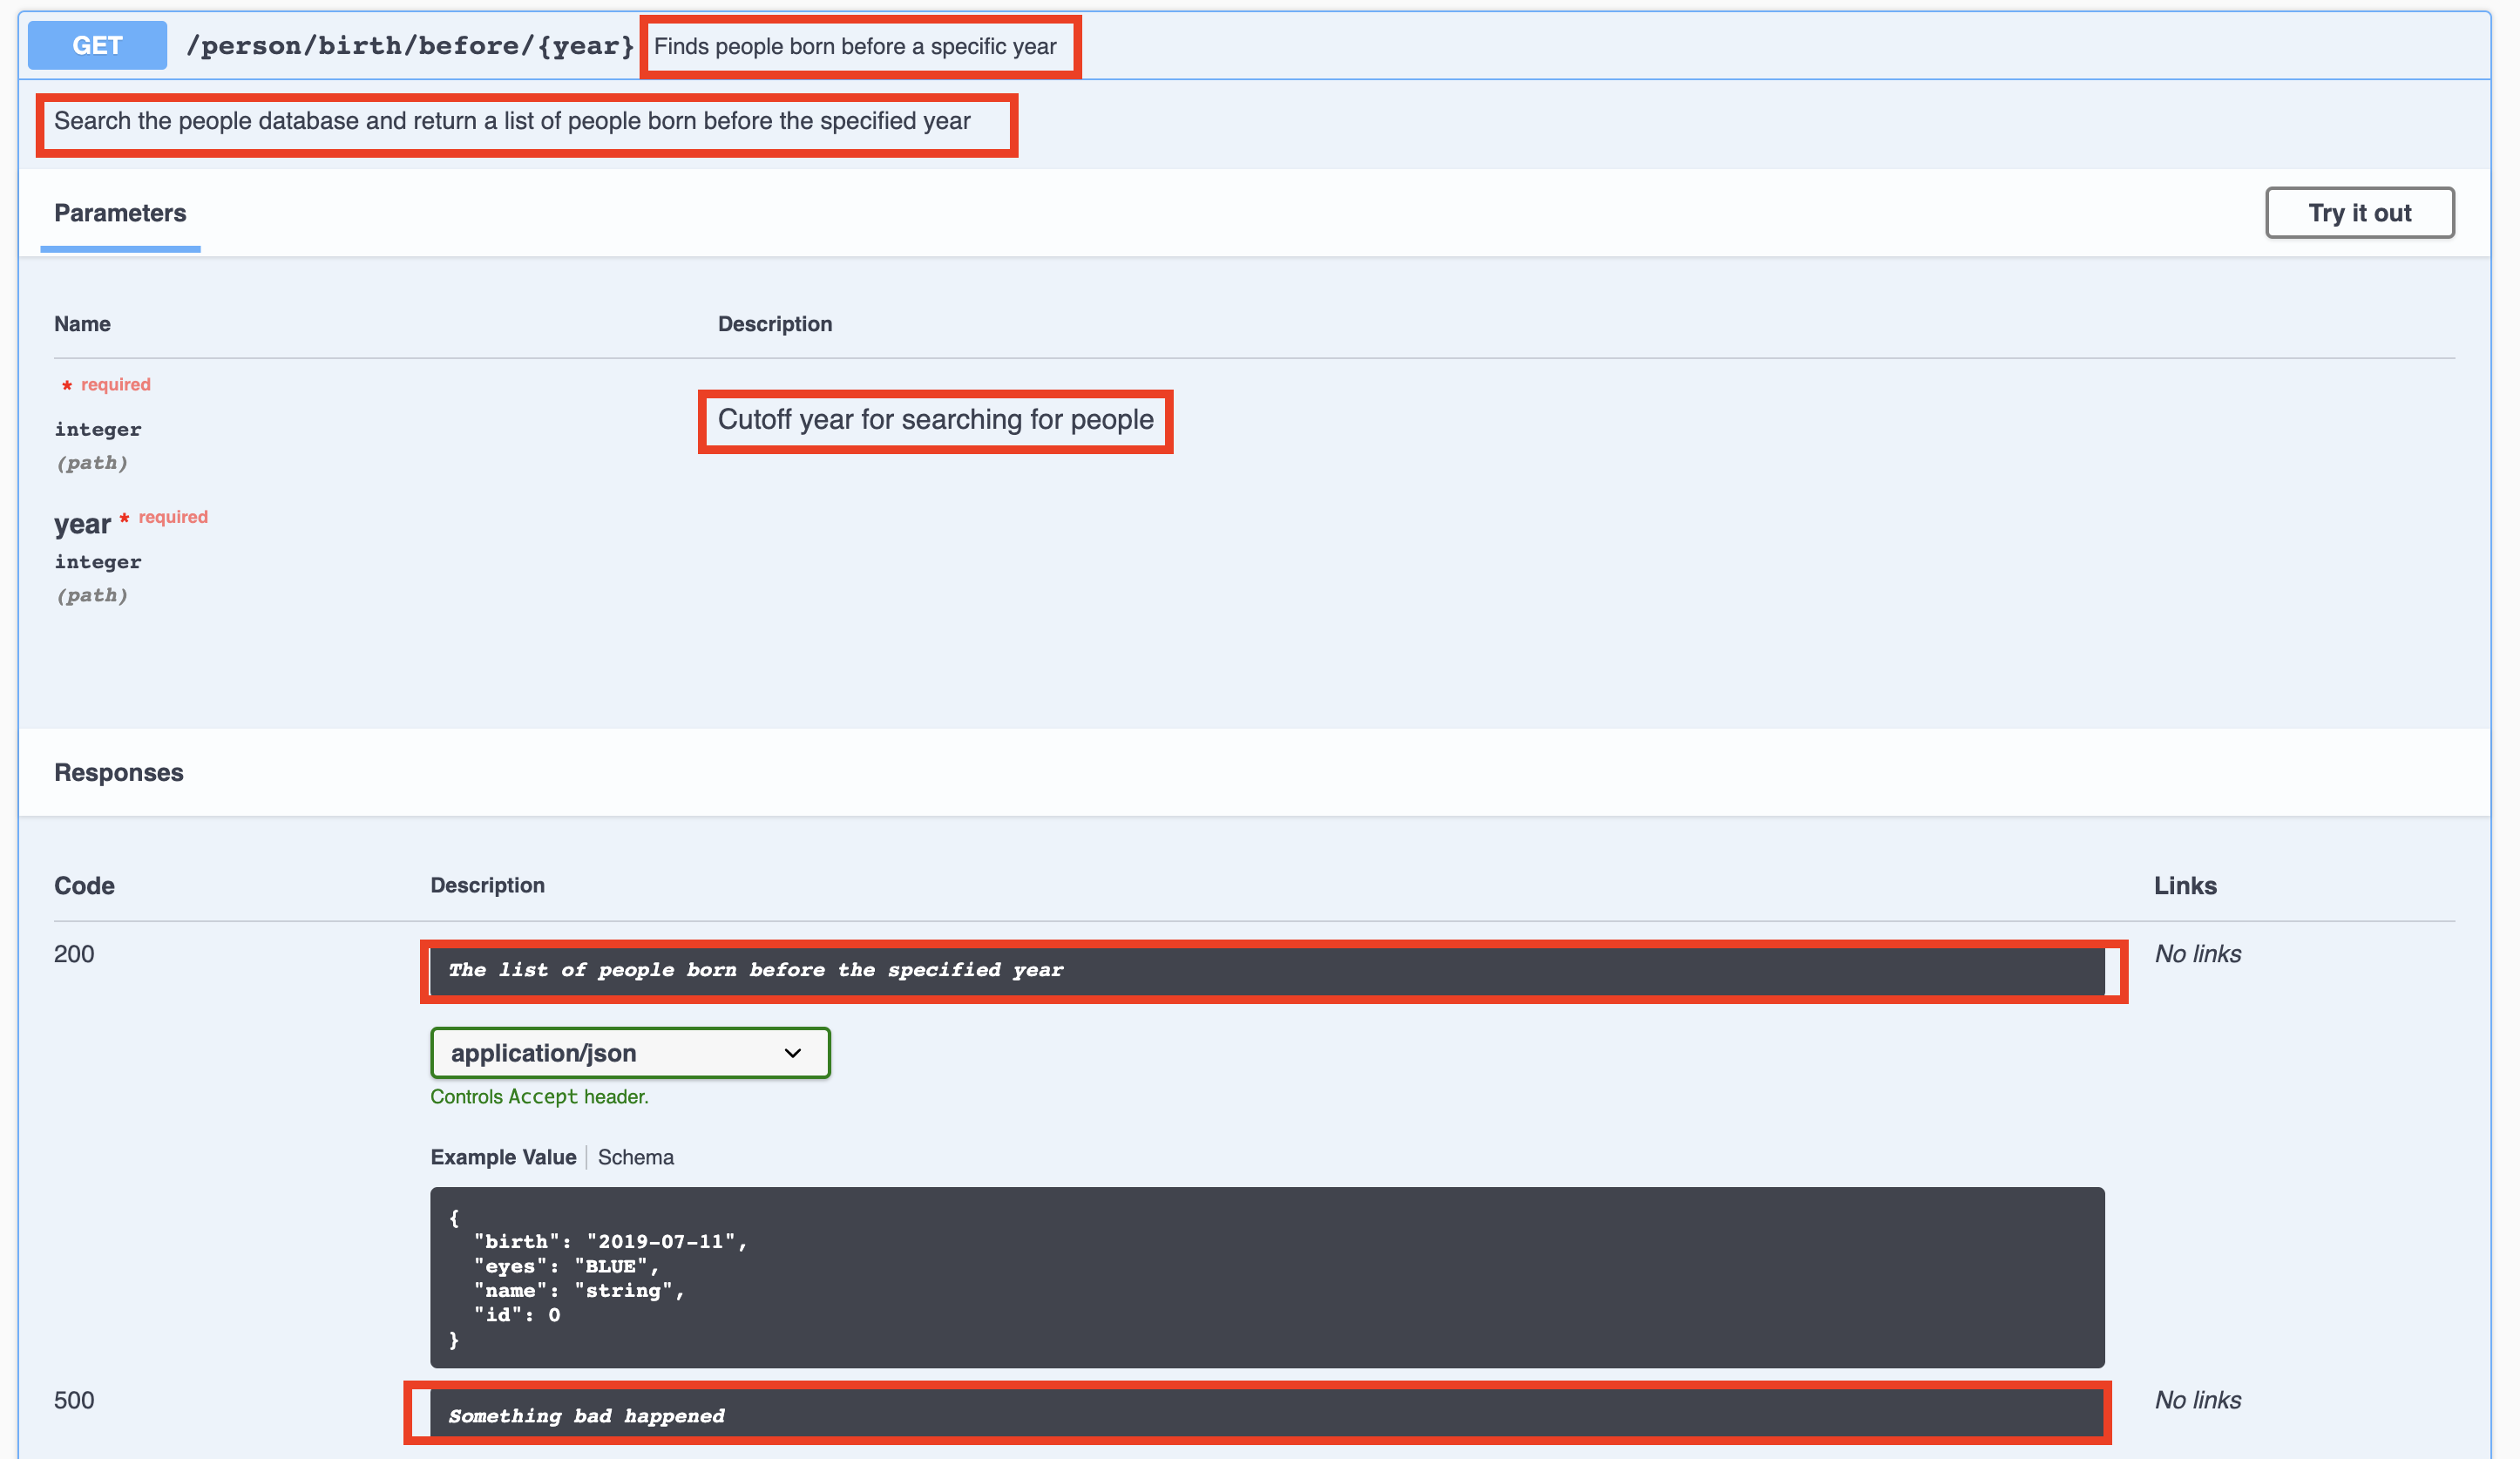 GET /person/birth/before/{year} Finds people born before a specific year
Search the people database and return a list of people born before the specified year
Parameters Try it out
Name Description
* required
integer
(path)
Cutoff year for searching for people
year * required
integer
(path)
Responses
Code Description Links
200 The list of people born before the specified year No links
application/json
Controls Accept header.
Example Value Schema
{
"birth": "2019-07-11",
"eyes": "BLUE",
"name": "string",
"id": 0
}
500 Something bad happened No links